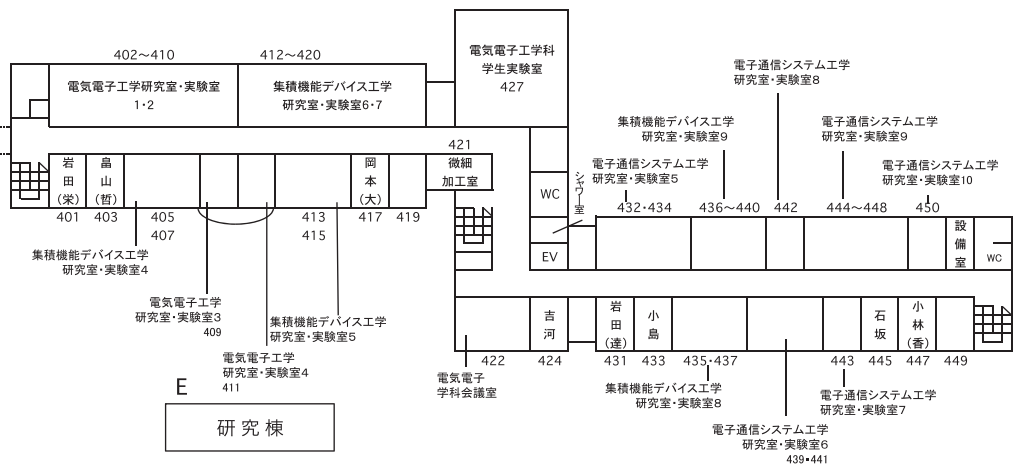 電気電子工学科
学生実験室
427
402～410
412～420
電気電子工学研究室・実験室
1・2
集積機能デバイス工学
研究室・実験室6・7
電子通信システム工学
研究室・実験室8
集積機能デバイス工学
研究室・実験室9
電子通信システム工学
研究室・実験室9
電子通信システム工学
研究室・実験室5
電子通信システム工学
研究室・実験室10
421
微細
加工室
岩田(栄)
畠山(哲)
岡本(大)
401
403
405
407
413
415
417
419
WC
シャワー室
EV
432・434
436～440
442
444～448
450
設備室
WC
集積機能デバイス工学
研究室・実験室4
電気電子工学
研究室・実験室3
409
集積機能デバイス工学
研究室・実験室5
電気電子工学
研究室・実験室4
411
吉河
岩田(達)
小島
石坂
小林(香)
422
424
431
433
435・437
443
445
447
449
電気電子
学科会議室
集積機能デバイス工学
研究室・実験室8
電子通信システム工学
研究室・実験室7
電子通信システム工学
研究室・実験室6
439・441
E
研究棟